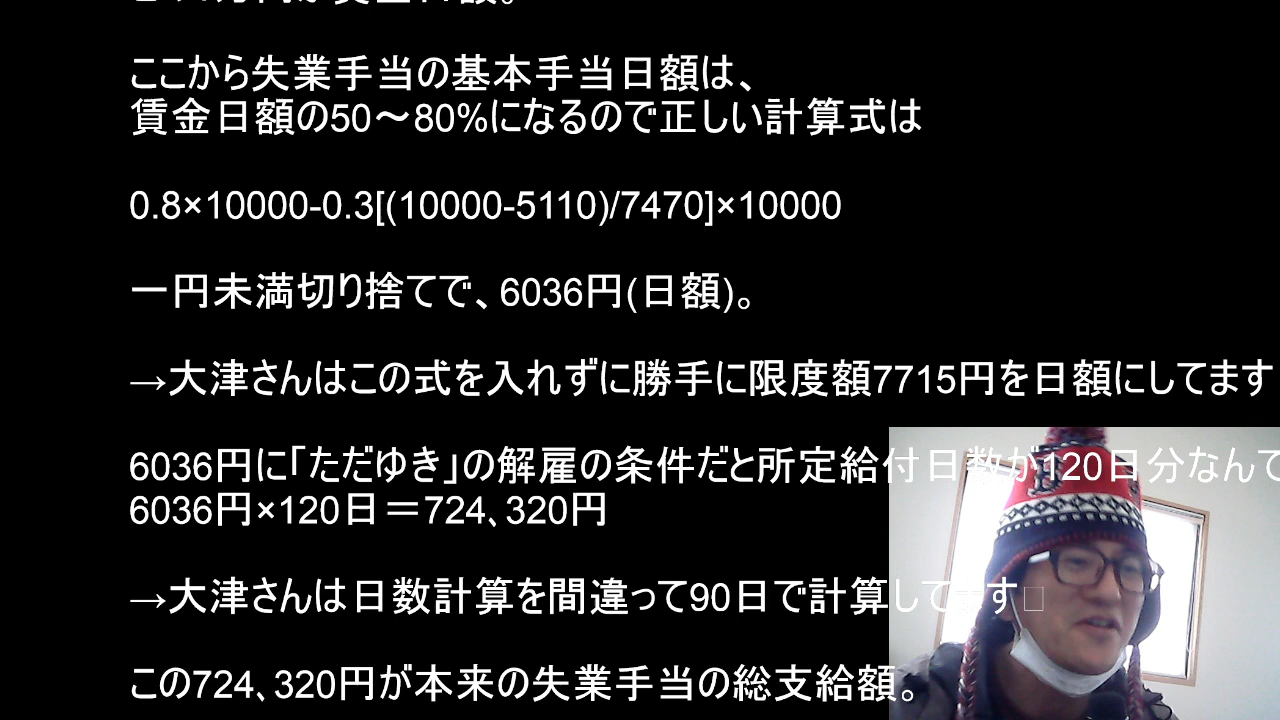 ここから失業手当の基本手当日額は、
賃金日額の50～80%になるので正しい計算式は
0.8×10000-0.3[(10000-5110)/7470]×10000
一円未満切り捨てで、6036円(日額)。
→大津さんはこの式を入れずに勝手に限度額7715円を日額にしてます
6036円に「ただゆき」の解雇の条件だと所定給付日数が120日分なんで
6036円×120日＝724､320円
→大津さんは日数計算を間違って90日で計算してます
この724､320円が本来の失業手当の総支給額。